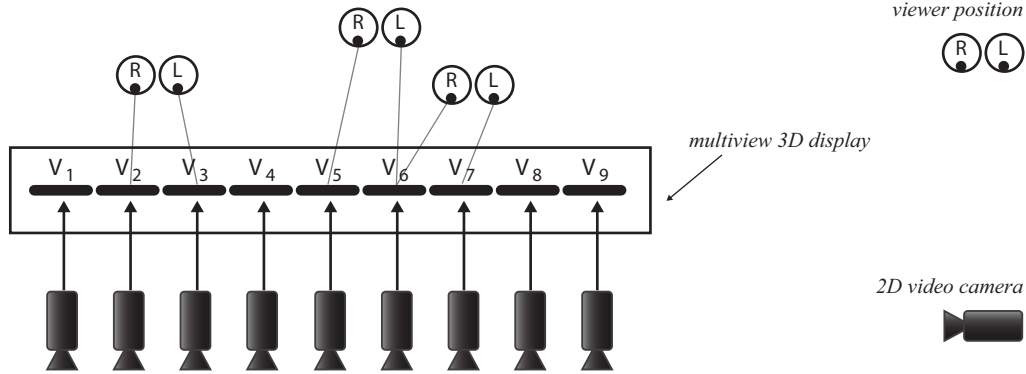 viewer position
R L
R L
R L
R L
multiview 3D display
V1 V2 V3 V4 V5 V6 V7 V8 V9
2D video camera